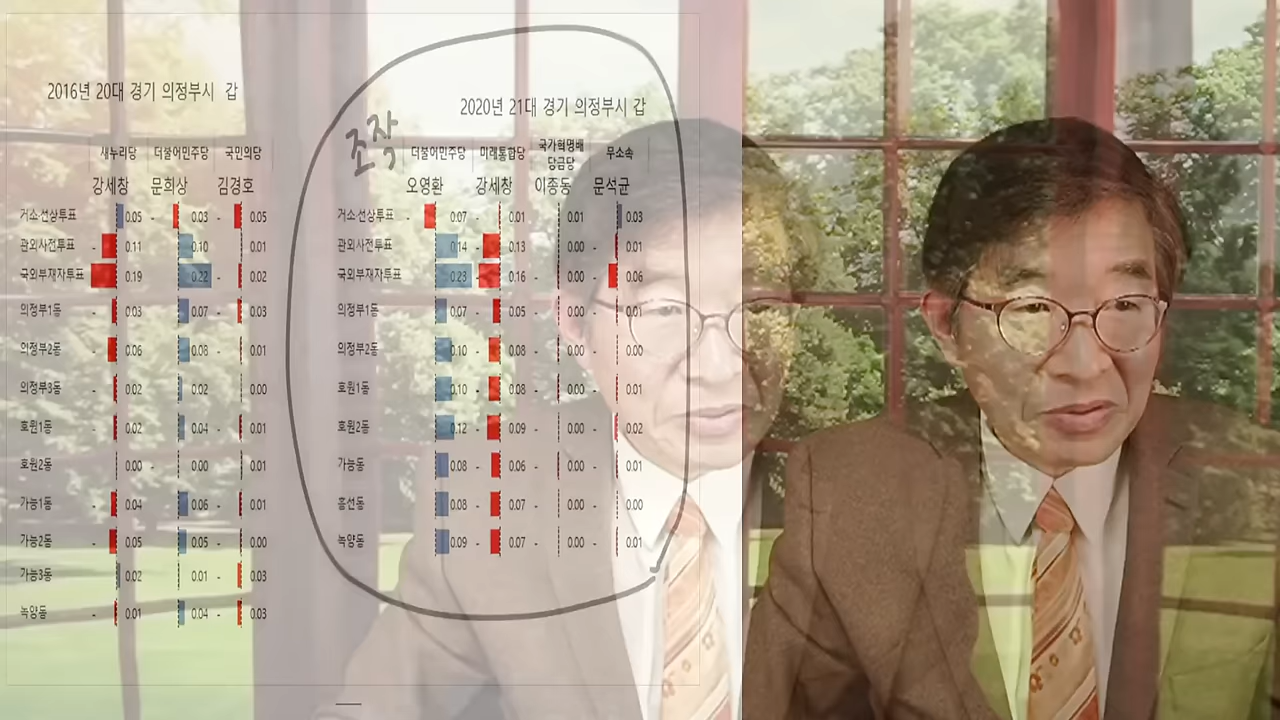 2016년 20대 경기 의정부시 갑
새누리당 더불어민주당 국민의당
강세창 문희상 김경호
거소·선상투표 0.05 - 0.03 - 0.05
관외사전투표 - 0.11 0.10 0.01
국외부재자투표 - 0.19 0.22 - 0.02
의정부1동 - 0.03 0.07 - 0.03
의정부2동 - 0.06 0.08 - 0.01
의정부3동 - 0.02 0.02 - 0.00
호원1동 - 0.02 0.04 - 0.01
호원2동 - 0.00 - 0.00 0.01
가능1동 - 0.04 0.06 - 0.01
가능2동 - 0.05 0.05 - 0.00
가능3동 0.02 0.01 - 0.03
녹양동 - 0.01 0.04 - 0.03
조작
2020년 21대 경기 의정부시 갑
더불어민주당 미래통합당 국가혁명배당금당 무소속
오영환 강세창 이종동 문석균
거소·선상투표 - 0.07 - 0.01 0.01 0.03
관외사전투표 0.14 - 0.13 - 0.00 - 0.01
국외부재자투표 0.23 - 0.16 - 0.00 - 0.06
의정부1동 0.07 - 0.05 - 0.00 - 0.01
의정부2동 0.10 - 0.08 - 0.00 - 0.00
호원1동 0.10 - 0.08 - 0.00 - 0.01
호원2동 0.12 - 0.09 - 0.00 - 0.02
가능동 0.08 - 0.06 - 0.00 - 0.01
흥선동 0.08 - 0.07 - 0.00 - 0.00
녹양동 0.09 - 0.07 - 0.00 - 0.01